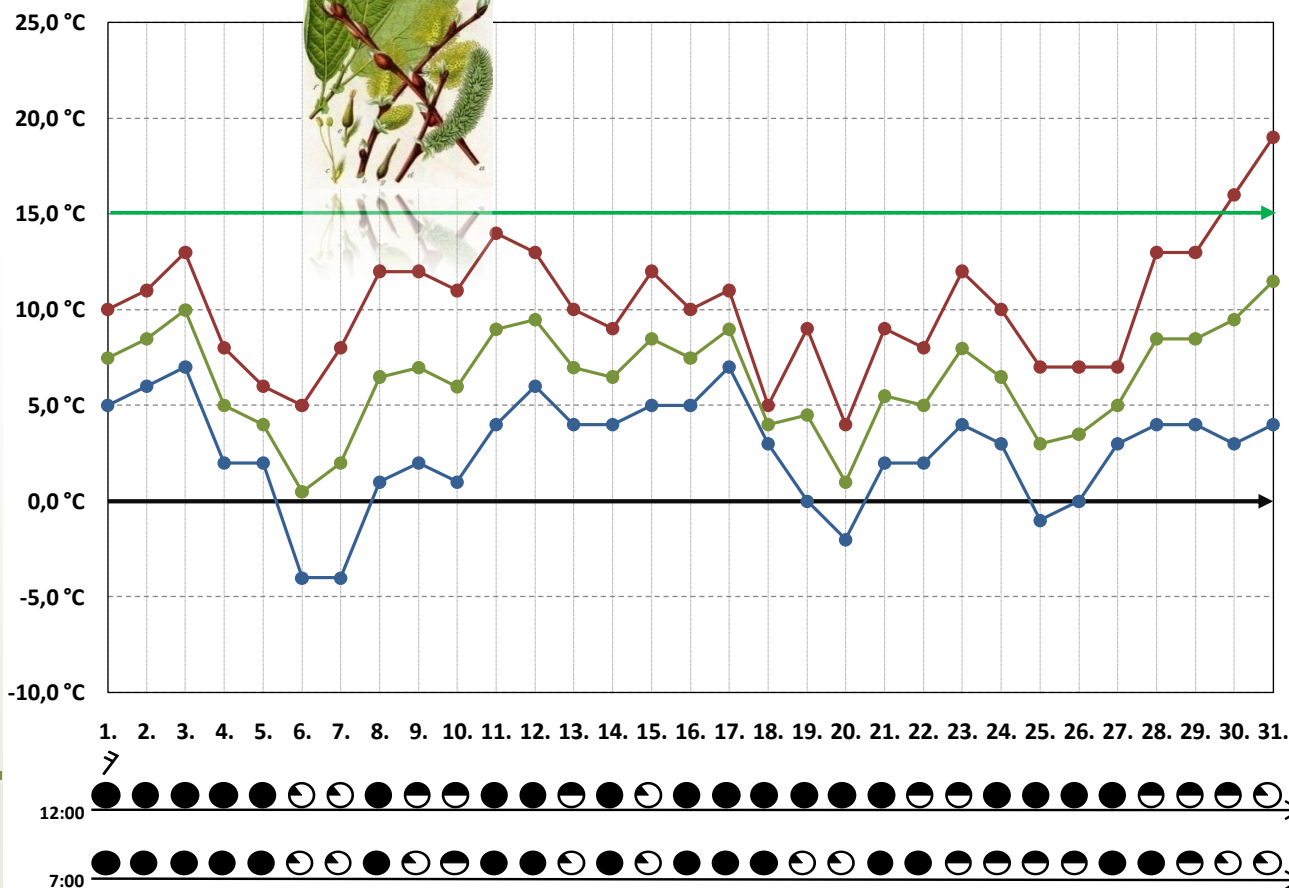 25,0 °C
20,0 °C
15,0 °C
10,0 °C
5,0 °C
0,0 °C
-5,0 °C
-10,0 °C
1. 2. 3. 4. 5. 6. 7. 8. 9. 10. 11. 12. 13. 14. 15. 16. 17. 18. 19. 20. 21. 22. 23. 24. 25. 26. 27. 28. 29. 30. 31.
12:00
7:00